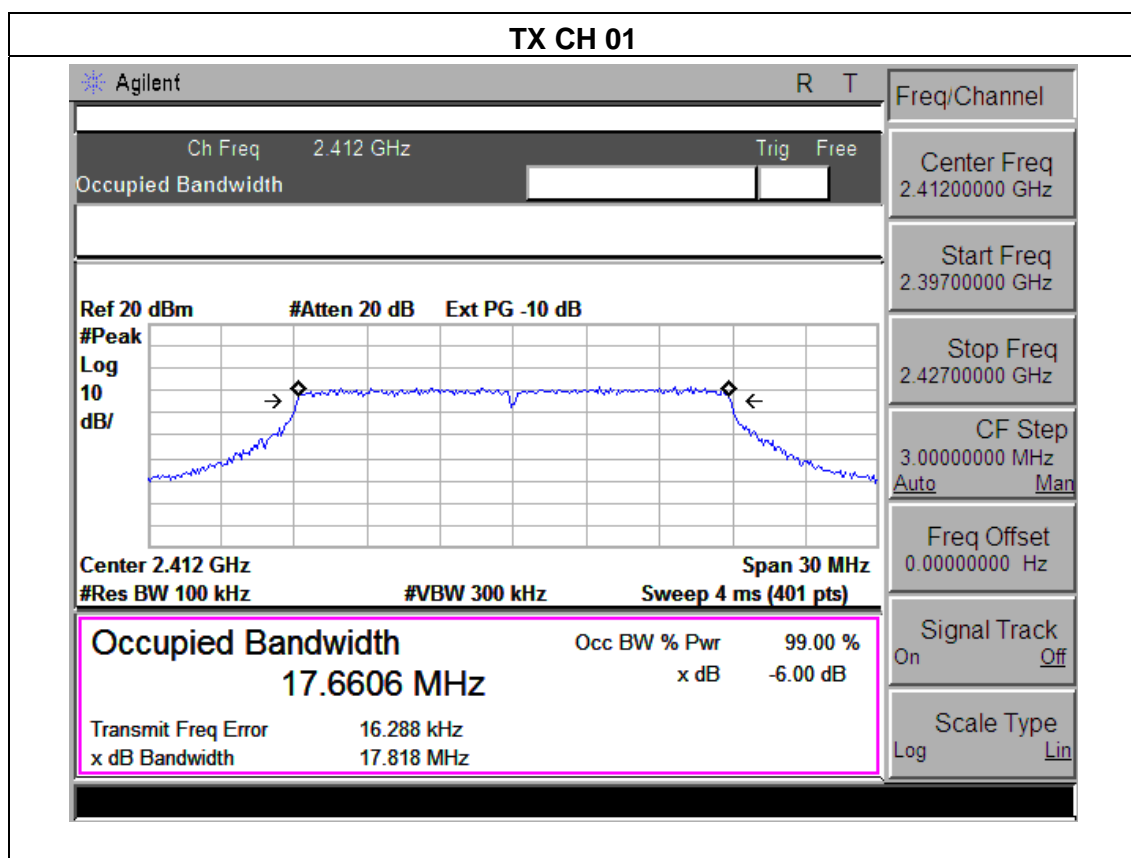 TX CH 01
Agilent R T
Freq/Channel
Ch Freq 2.412 GHz Trig Free
Occupied Bandwidth
Center Freq
2.41200000 GHz
Start Freq
2.39700000 GHz
Stop Freq
2.42700000 GHz
CF Step
3.00000000 MHz
Auto Man
Freq Offset
0.00000000 Hz
Signal Track
On Off
Scale Type
Log Lin
Ref 20 dBm #Atten 20 dB Ext PG -10 dB
#Peak
Log
10
dB/
Center 2.412 GHz Span 30 MHz
#Res BW 100 kHz #VBW 300 kHz Sweep 4 ms (401 pts)
Occupied Bandwidth Occ BW % Pwr 99.00 %
17.6606 MHz x dB -6.00 dB
Transmit Freq Error 16.288 kHz
x dB Bandwidth 17.818 MHz